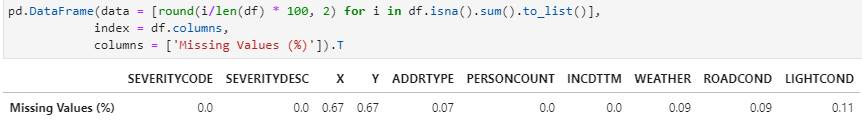 pd.DataFrame(data = [round(i/len(df) * 100, 2) for i in df.isna().sum().to_list()],
index = df.columns,
columns = ['Missing Values (%)']).T
SEVERITYCODE SEVERITYDESC X Y ADDRTYPE PERSONCOUNT INCDTTM WEATHER ROADCOND LIGHTCOND
Missing Values (%) 0.0 0.0 0.67 0.67 0.07 0.0 0.0 0.09 0.09 0.11